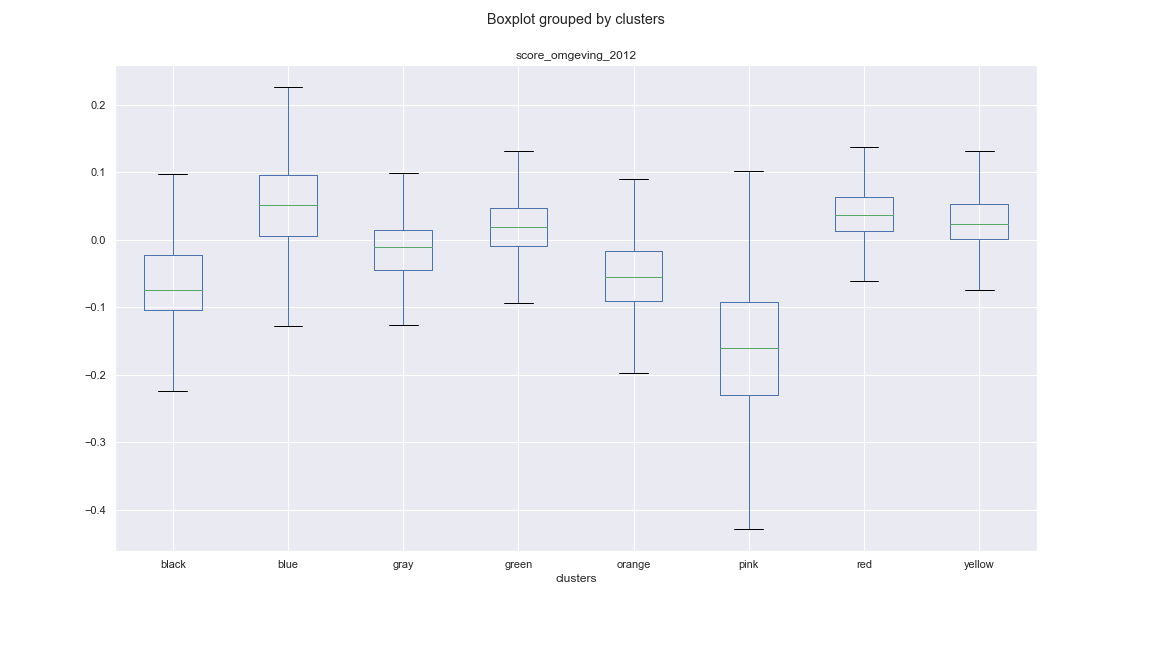 Boxplot grouped by clusters
score_omgeving_2012
0.2
0.1
0.0
−0.1
−0.2
−0.3
−0.4
black blue gray green orange pink red yellow
clusters